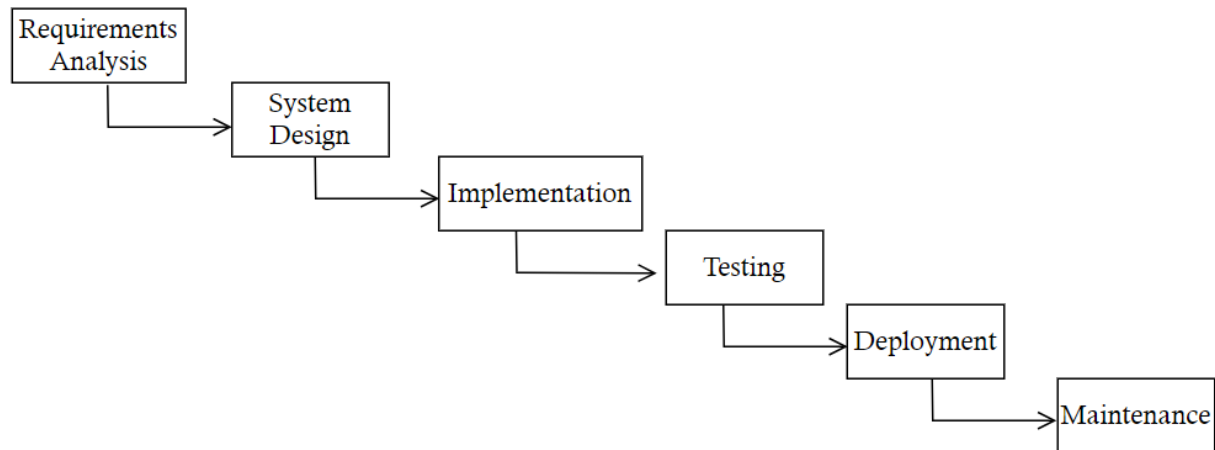 Requirements
Analysis
System
Design
Implementation
Testing
Deployment
Maintenance